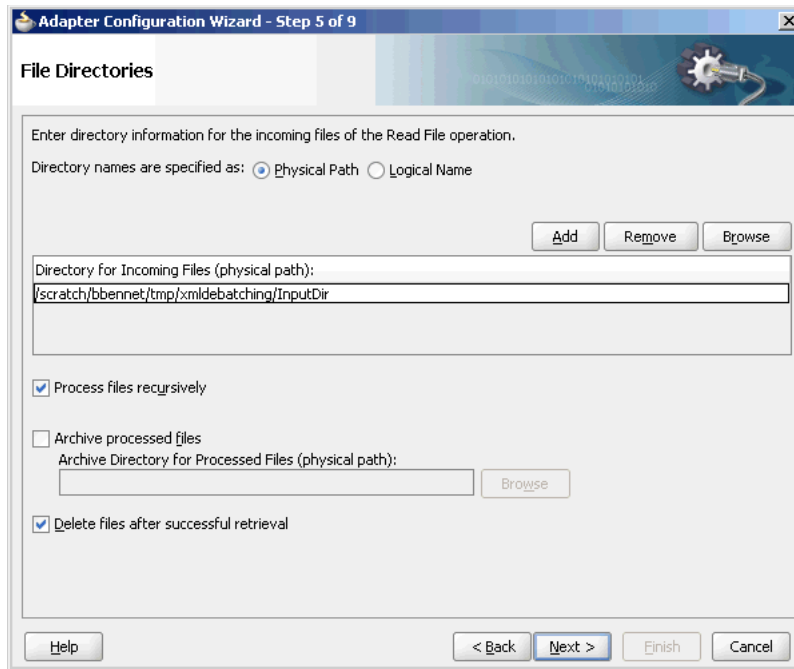 Adapter Configuration Wizard - Step 5 of 9
File Directories
Enter directory information for the incoming files of the Read File operation.
Directory names are specified as: Physical Path Logical Name
Add Remove Browse
Directory for Incoming Files (physical path):
/scratch/bbennet/tmp/xmldebatching/InputDir
Process files recursively
Archive processed files
Archive Directory for Processed Files (physical path):
Browse
Delete files after successful retrieval
Help < Back Next > Finish Cancel